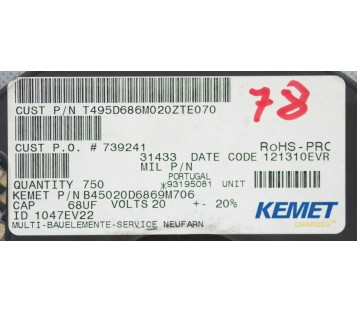 CUST P/N T495D686M020ZTE070
78
CUST P.O. # 739241
RoHS-PRC
31433 DATE CODE 121310EVR
MIL P/N
PORTUGAL
QUANTITY 750 *93195081 UNIT
KEMET P/N B45020D6869M706
CAP 68UF VOLTS 20 +- 20%
ID 1047EV22
MULTI-BAUELEMENTE-SERVICE NEUFARN
KEMET
CHARGED